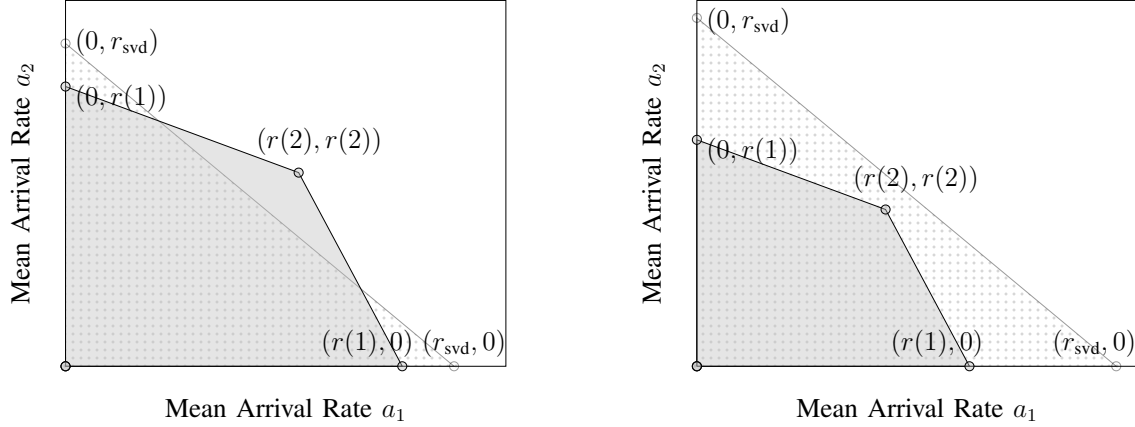 (0, r_svd)
(0, r(1))
(r(2), r(2))
(r(1), 0) (r_svd, 0)
Mean Arrival Rate a_2
Mean Arrival Rate a_1
(0, r_svd)
(0, r(1))
(r(2), r(2))
(r(1), 0)
(r_svd, 0)
Mean Arrival Rate a_2
Mean Arrival Rate a_1